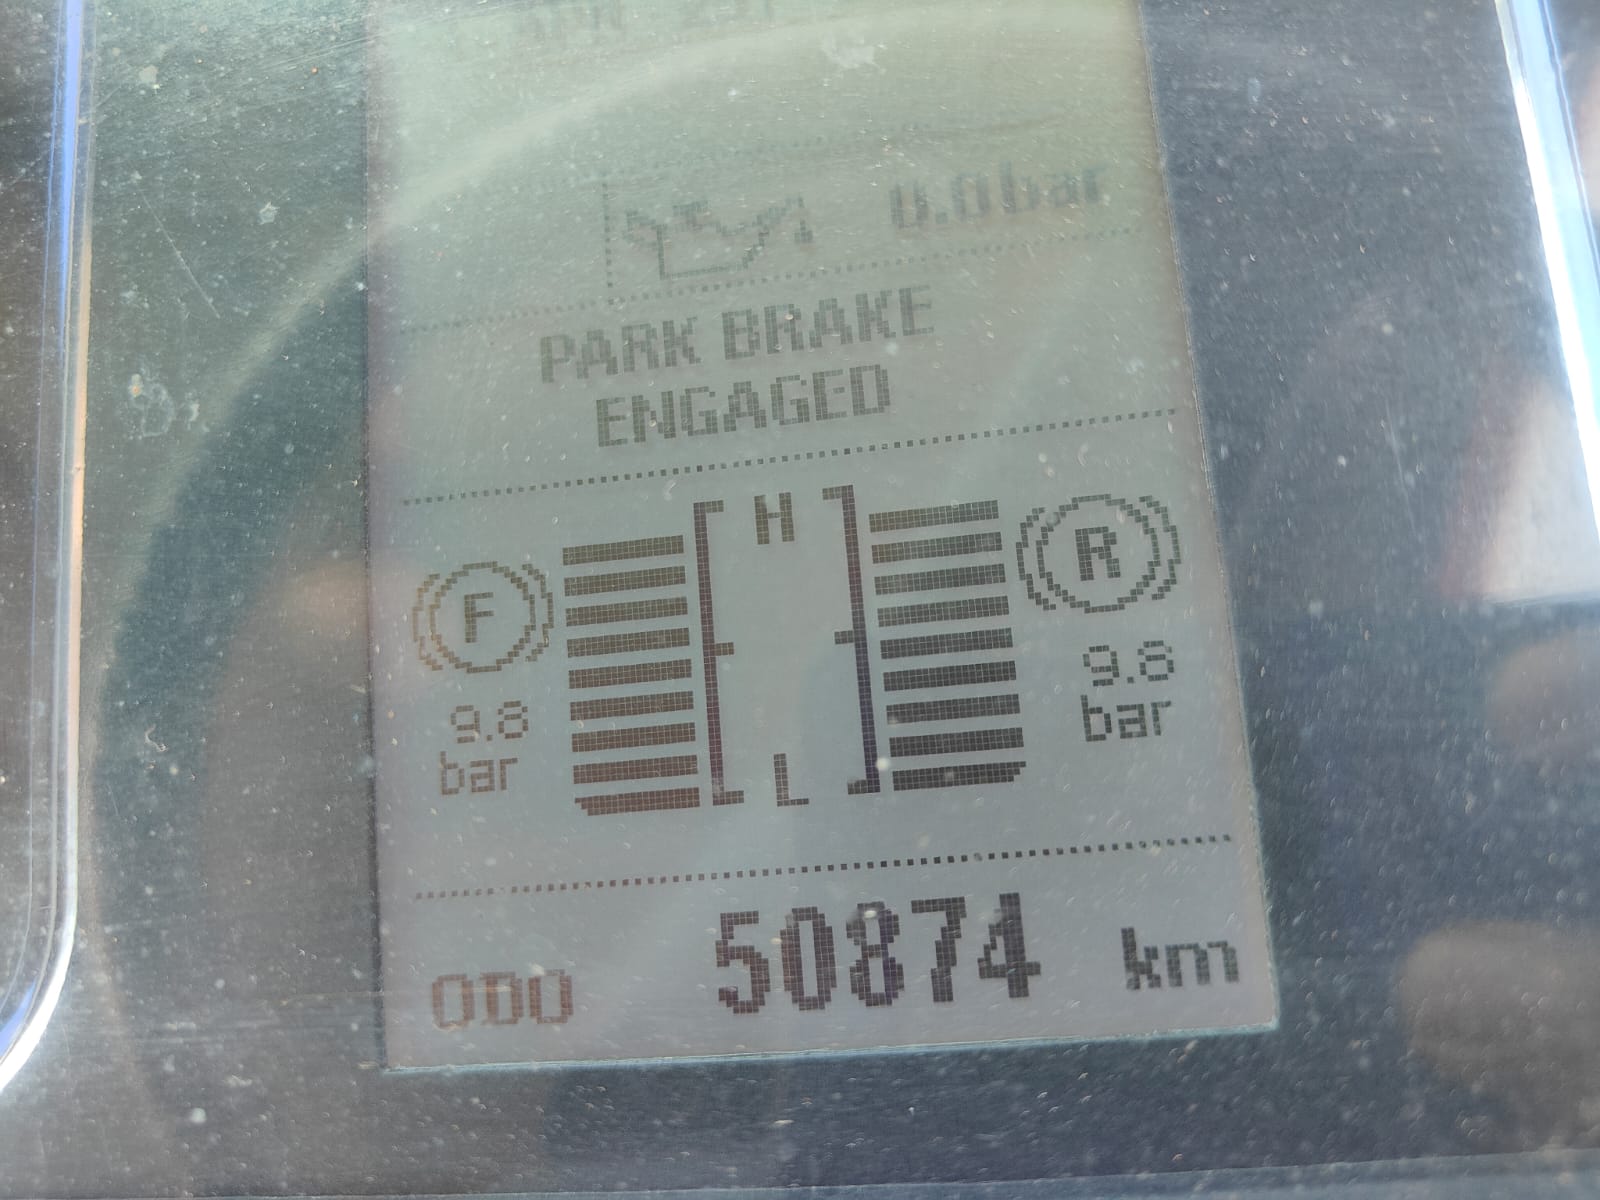 0.0bar
PARK BRAKE
ENGAGED
H
F
R
9.8
bar
9.8
bar
L
ODO 50874 km